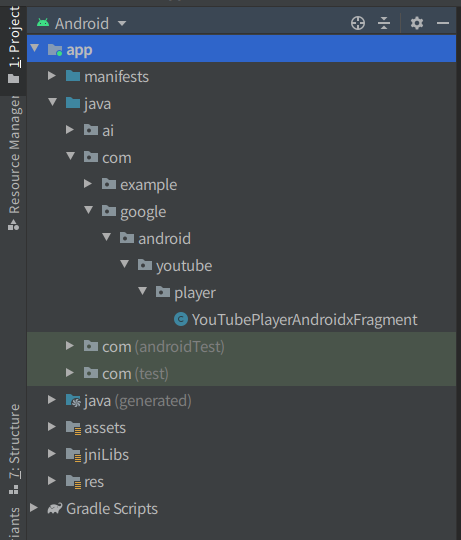 Android
app
manifests
java
ai
com
example
google
android
youtube
player
YouTubePlayerAndroidxFragment
com (androidTest)
com (test)
java (generated)
assets
jniLibs
res
Gradle Scripts
1: Project
Resource Manager
7: Structure